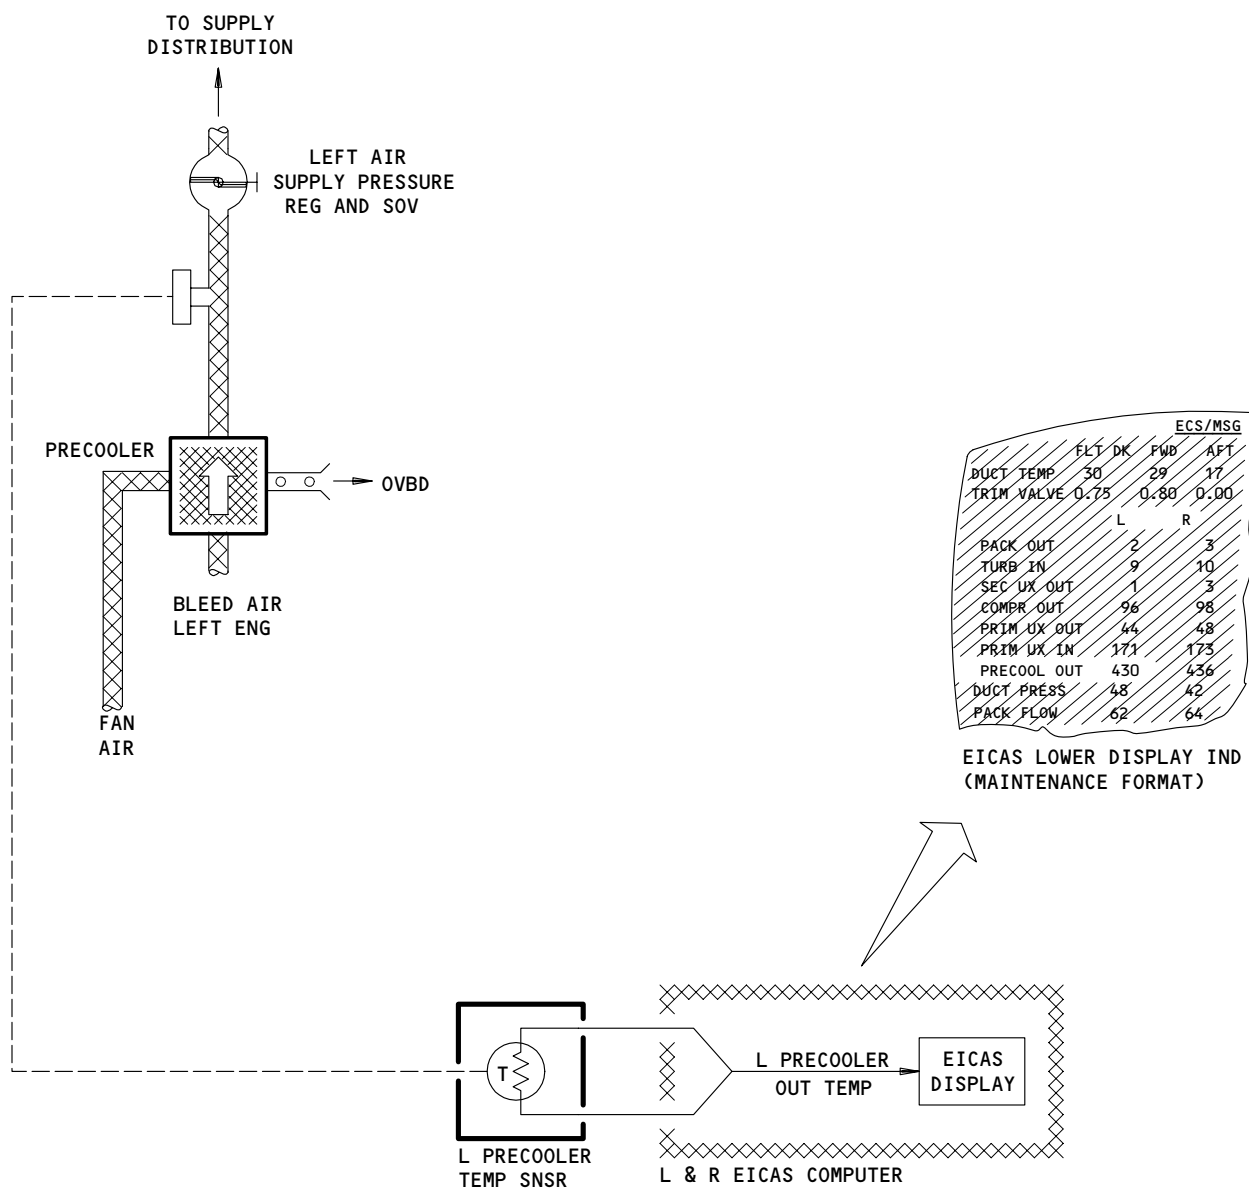 TO SUPPLY
DISTRIBUTION
LEFT AIR
SUPPLY PRESSURE
REG AND SOV
PRECOOLER
OVBD
BLEED AIR
LEFT ENG
FAN
AIR
ECS/MSG
FLT DK FWD AFT
DUCT TEMP 30 29 17
TRIM VALVE 0.75 0.80 0.00
L R
PACK OUT 2 3
TURB IN 9 10
SEC UX OUT 1 3
COMPR OUT 96 98
PRIM UX OUT 44 48
PRIM UX IN 171 173
PRECOOL OUT 430 436
DUCT PRESS 48 42
PACK FLOW 62 64
EICAS LOWER DISPLAY IND
(MAINTENANCE FORMAT)
T
L PRECOOLER
OUT TEMP
EICAS
DISPLAY
L PRECOOLER
TEMP SNSR
L & R EICAS COMPUTER